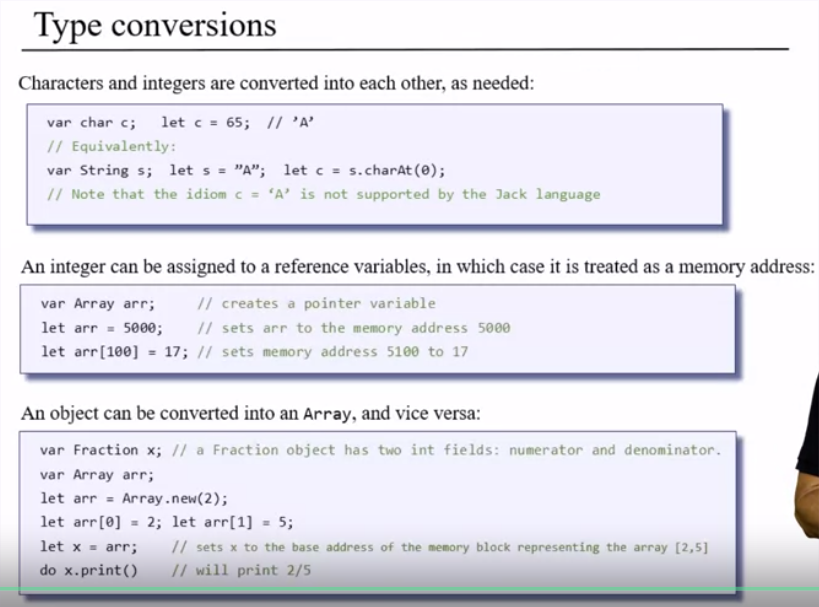 Type conversions
Characters and integers are converted into each other, as needed:
var char c;   let c = 65;  // ’A’
// Equivalently:
var String s;  let s = ”A”;  let c = s.charAt(0);
// Note that the idiom c = ‘A’ is not supported by the Jack language
An integer can be assigned to a reference variables, in which case it is treated as a memory address:
var Array arr;     // creates a pointer variable
let arr = 5000;    // sets arr to the memory address 5000
let arr[100] = 17; // sets memory address 5100 to 17
An object can be converted into an Array, and vice versa:
var Fraction x; // a Fraction object has two int fields: numerator and denominator.
var Array arr;
let arr = Array.new(2);
let arr[0] = 2; let arr[1] = 5;
let x = arr;    // sets x to the base address of the memory block representing the array [2,5]
do x.print()    // will print 2/5